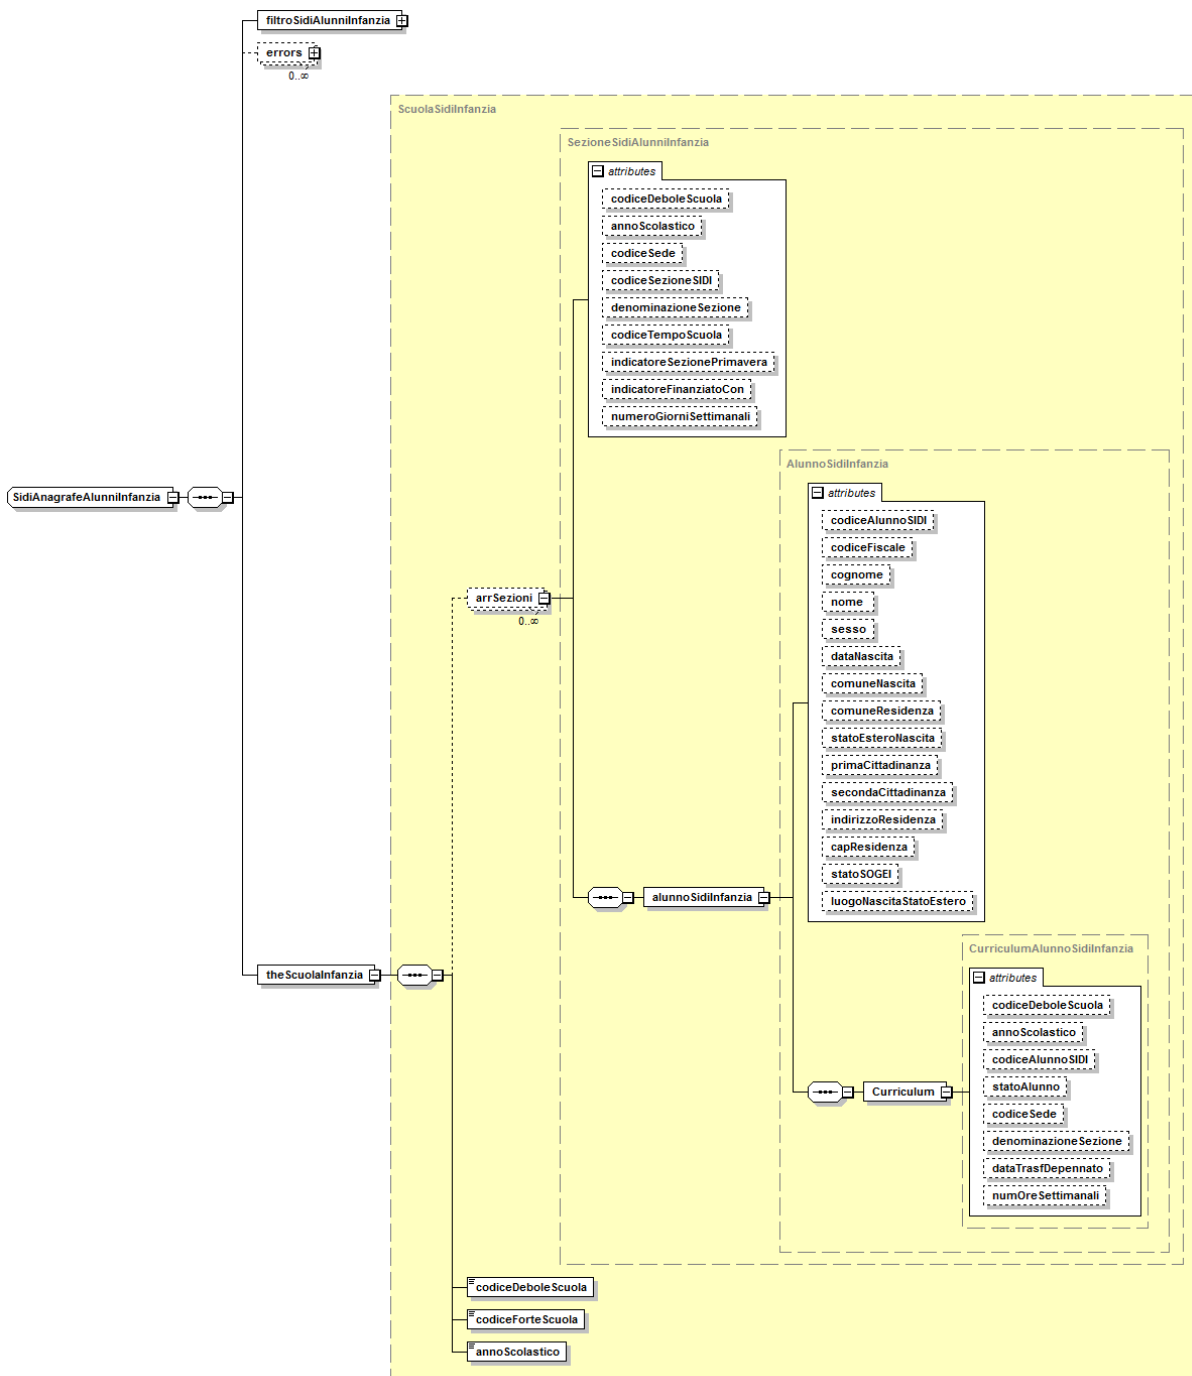 filtroSidiAlunniInfanzia
errors
0..∞
ScuolaSidiInfanzia
SezioneSidiAlunniInfanzia
attributes
codiceDeboleScuola
annoScolastico
codiceSede
codiceSezioneSIDI
denominazioneSezione
codiceTempoScuola
indicatoreSezionePrimavera
indicatoreFinanziatoCon
numeroGiorniSettimanali
AlunnoSidiInfanzia
attributes
codiceAlunnoSIDI
codiceFiscale
cognome
nome
sesso
dataNascita
comuneNascita
comuneResidenza
statoEsteroNascita
primaCittadinanza
secondaCittadinanza
indirizzoResidenza
capResidenza
statoSOGEI
luogoNascitaStatoEstero
SidiAnagrafeAlunniInfanzia
arrSezioni
0..∞
alunnoSidiInfanzia
theScuolaInfanzia
CurriculumAlunnoSidiInfanzia
attributes
codiceDeboleScuola
annoScolastico
codiceAlunnoSIDI
statoAlunno
codiceSede
denominazioneSezione
dataTrasfDepennato
numOreSettimanali
Curriculum
codiceDeboleScuola
codiceForteScuola
annoScolastico